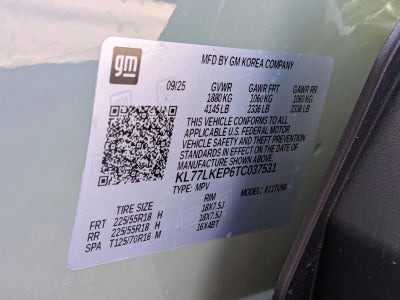 gm
MFD BY GM KOREA COMPANY
09/25 GVWR GAWR FRT GAWR RR
1880 KG 1060 KG 1060 KG
4145 LB 2336 LB 2336 LB
THIS VEHICLE CONFORMS TO ALL
APPLICABLE U.S. FEDERAL MOTOR
VEHICLE SAFETY AND THEFT PREVENTION
STANDARDS IN EFFECT ON THE DATE OF
MANUFACTURE SHOWN ABOVE.
KL77LKEP6TC037531
TYPE: MPV MODEL:
TIRE SIZE RIM
FRT 225/55R18 H 18X7.5J
RR 225/55R18 H 18X7.5J
SPA T125/70R16 M 16X4BT